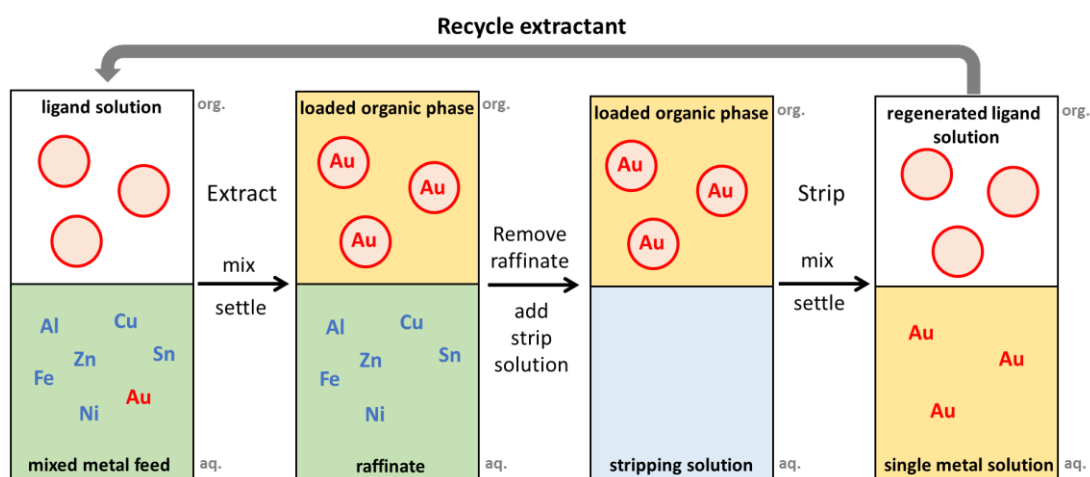 Recycle extractant
ligand solution
org.
Al
Cu
Zn
Sn
Fe
Au
Ni
mixed metal feed
aq.
Extract
mix
settle
loaded organic phase
org.
Au
Au
Au
Al
Cu
Zn
Sn
Fe
Ni
raffinate
aq.
Remove
raffinate
add
strip
solution
loaded organic phase
org.
Au
Au
Au
stripping solution
aq.
Strip
mix
settle
regenerated ligand
solution
org.
Au
Au
Au
single metal solution
aq.